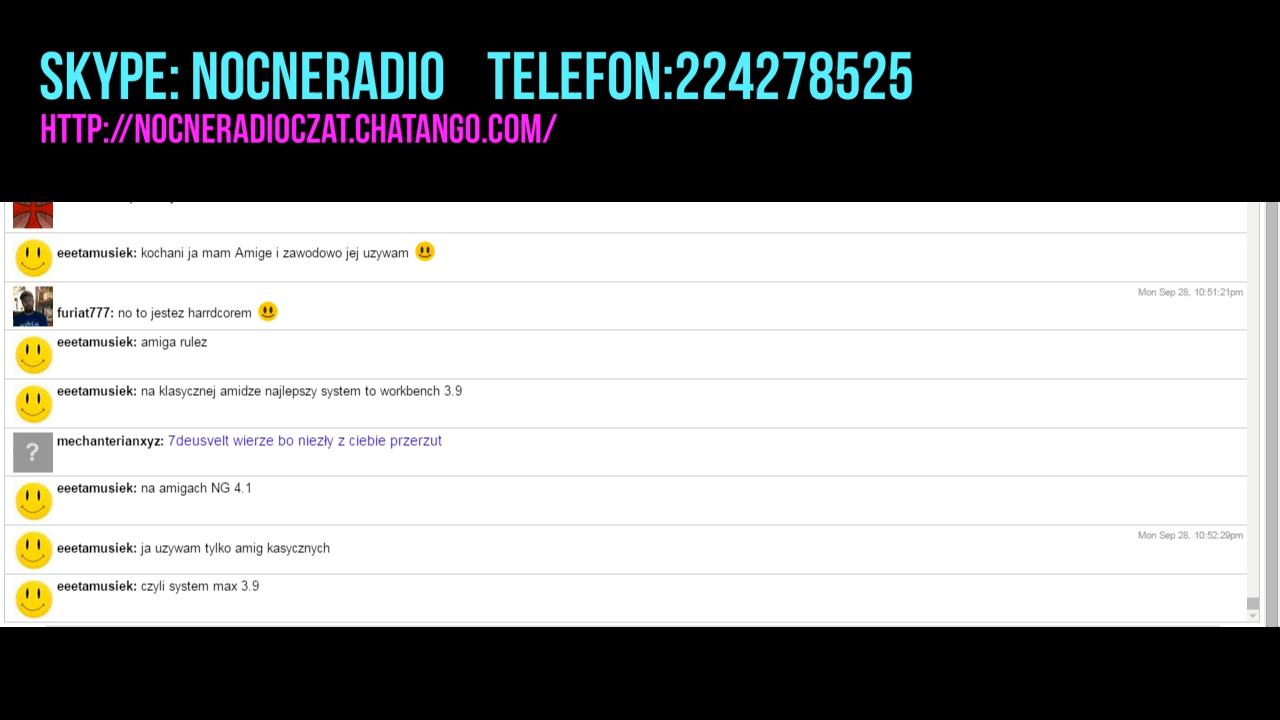 SKYPE: NOCNERADIO TELEFON:224278525
HTTP://NOCNERADIOCZAT.CHATANGO.COM/
eeetamusiek: kochani ja mam Amige i zawodowo jej uzywam
Mon Sep 28, 10:51:21pm
furiat777: no to jestez harrdcorem
eeetamusiek: amiga rulez
eeetamusiek: na klasycznej amidze najlepszy system to workbench 3.9
mechanterianxyz: 7deusvelt wierze bo niezły z ciebie przerzut
?
eeetamusiek: na amigach NG 4.1
Mon Sep 28, 10:52:29pm
eeetamusiek: ja uzywam tylko amig kasycznych
eeetamusiek: czyli system max 3.9